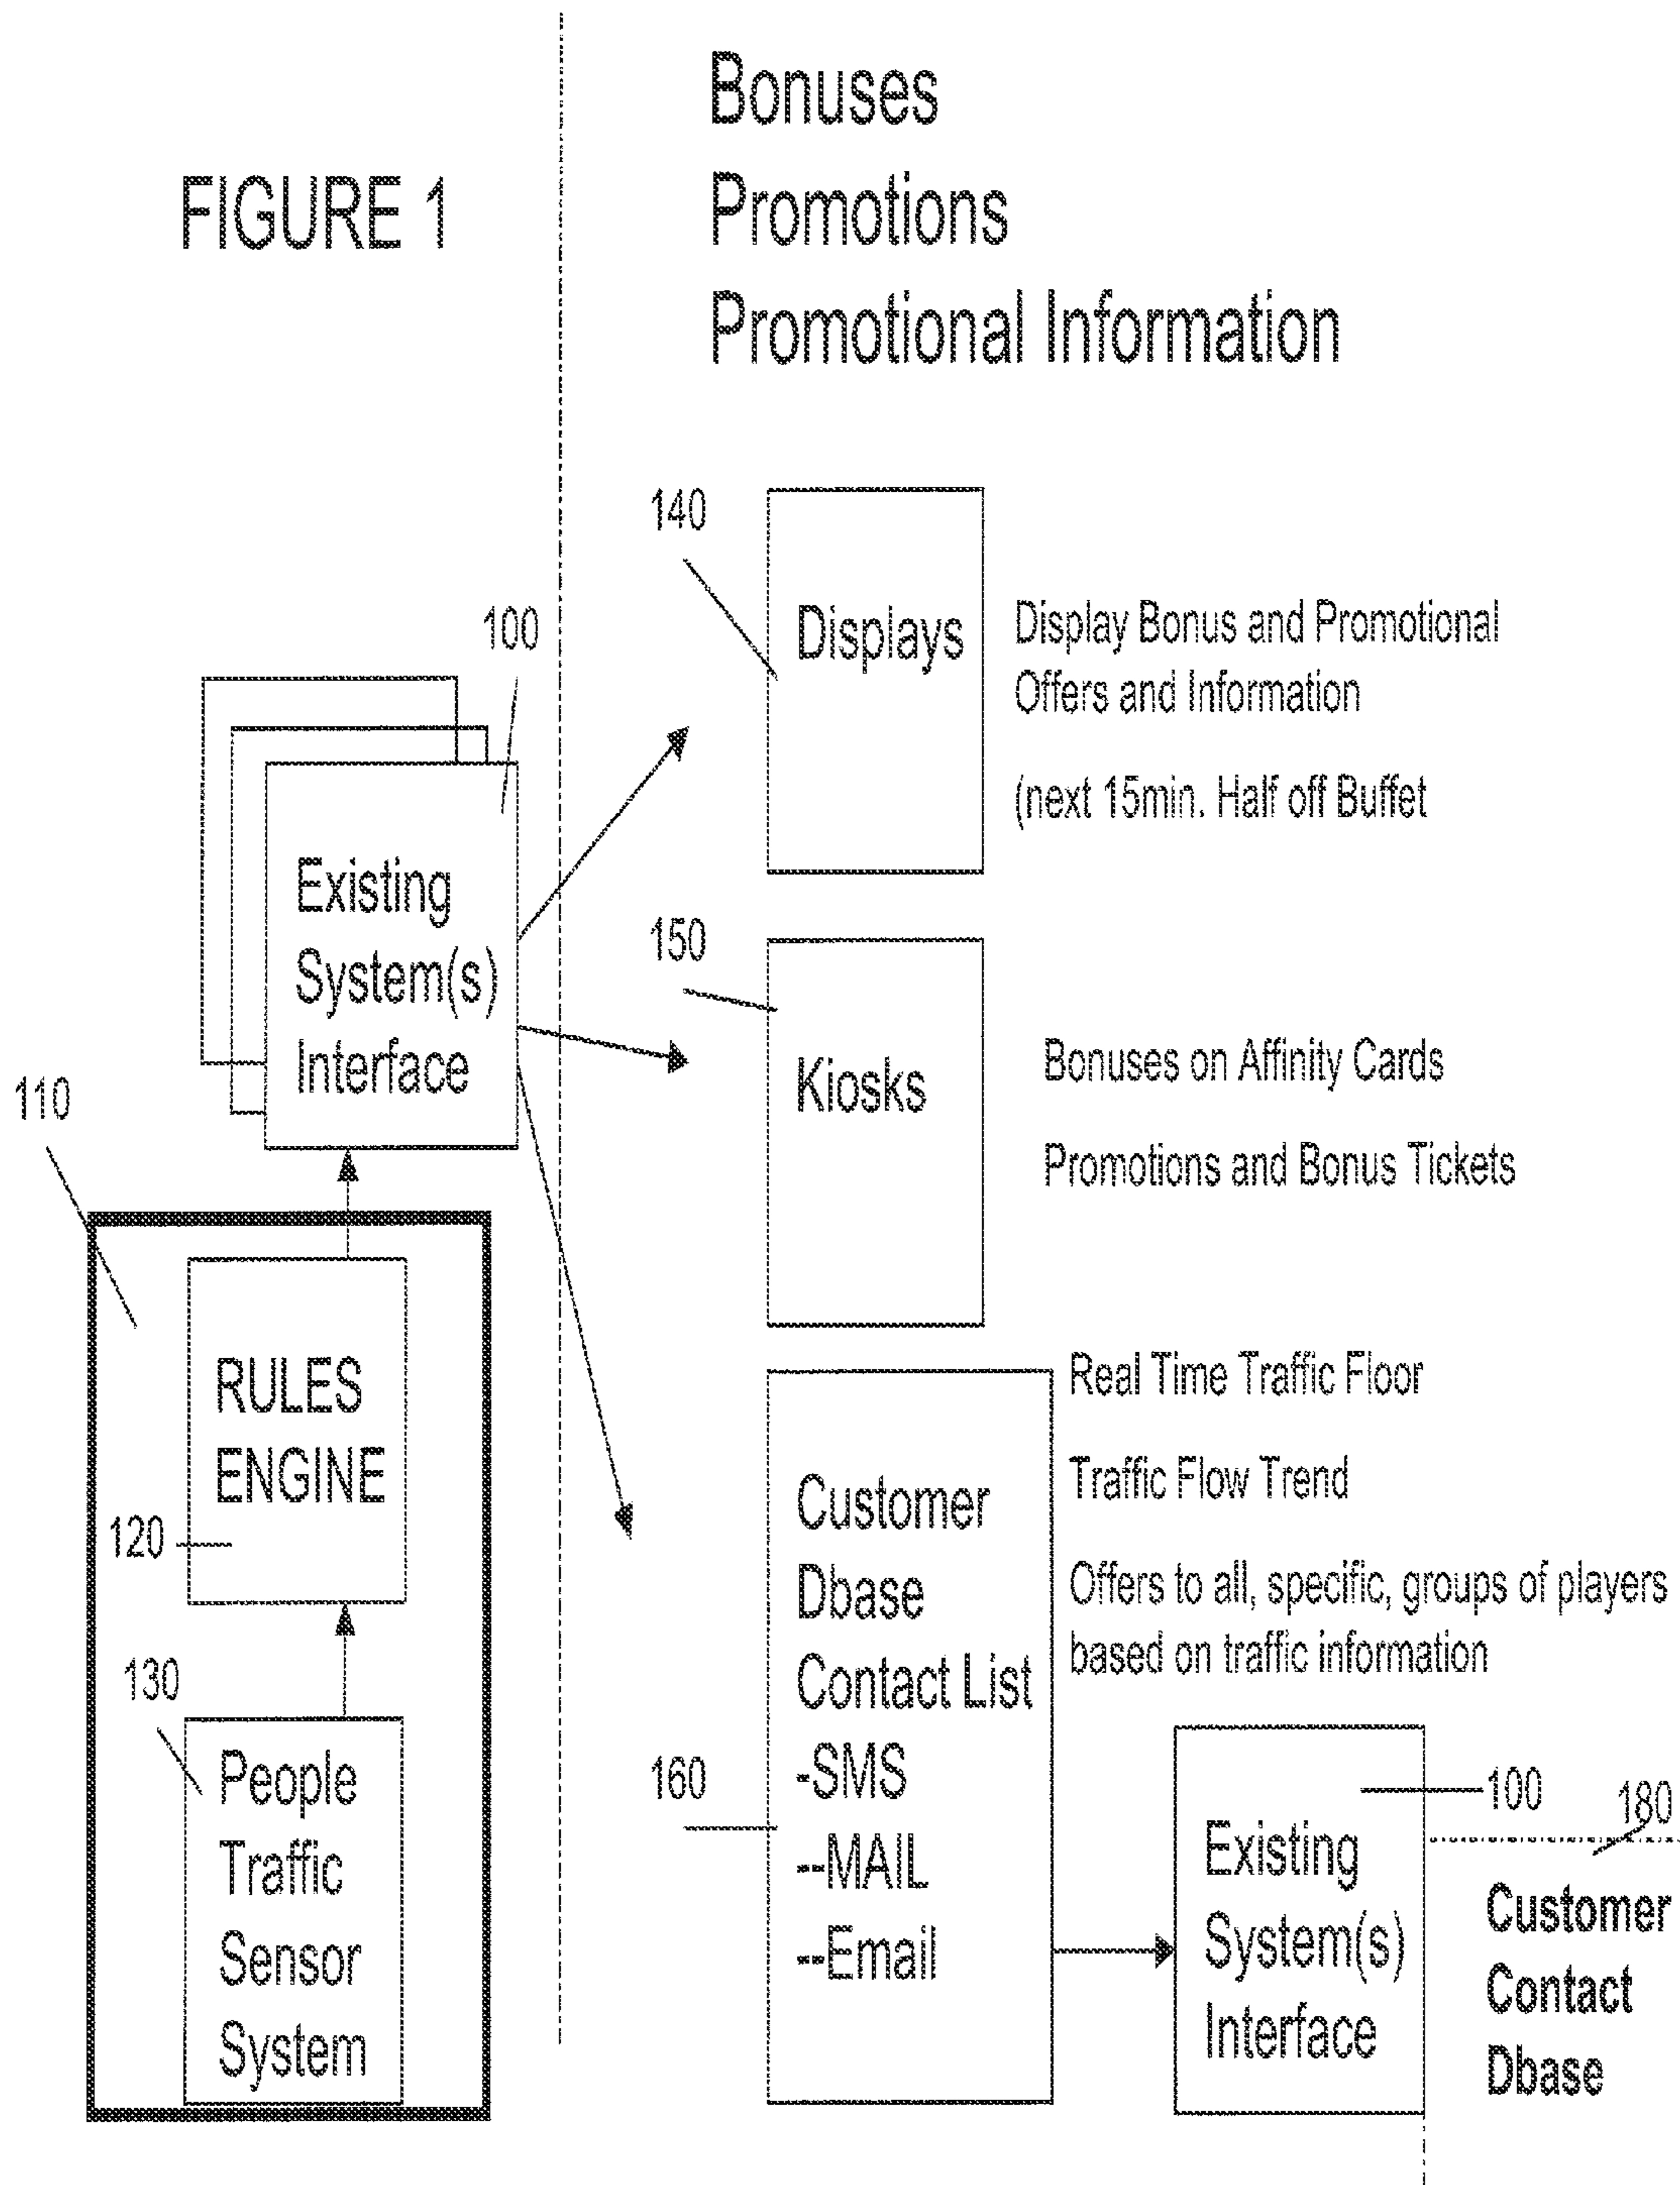 FIGURE 1
Bonuses
Promotions
Promotional Information
140
Displays
Display Bonus and Promotional
Offers and Information
(next 15min. Half off Buffet
100
Existing
System(s)
Interface
150
Kiosks
Bonuses on Affinity Cards
Promotions and Bonus Tickets
110
RULES
ENGINE
120
130
People
Traffic
Sensor
System
160
Customer
Dbase
Contact List
-SMS
--MAIL
--Email
Real Time Traffic Floor
Traffic Flow Trend
Offers to all, specific, groups of players
based on traffic information
100
Existing
System(s)
Interface
180
Customer
Contact
Dbase